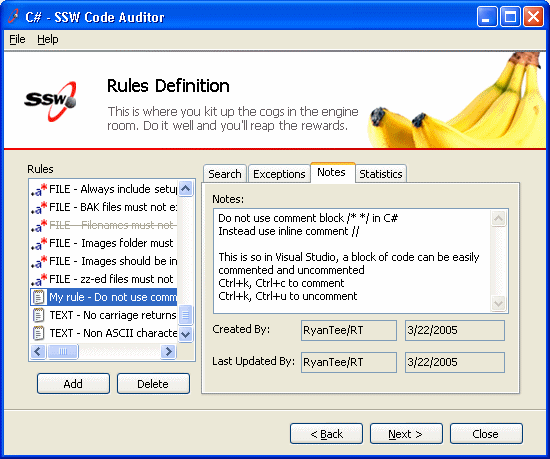 C# - SSW Code Auditor
File Help
SSW
Rules Definition
This is where you kit up the cogs in the engine
room. Do it well and you'll reap the rewards.
Rules
.a* FILE - Always include setup
.a* FILE - BAK files must not e
.a* FILE - Filenames must not
.a* FILE - Images folder must
.a* FILE - Images should be in
.a* FILE - zz-ed files must not
My rule - Do not use comm
TEXT - No carriage returns
TEXT - Non ASCII characte
Add Delete
Search Exceptions Notes Statistics
Notes:
Do not use comment block /* */ in C#
Instead use inline comment //
This is so in Visual Studio, a block of code can be easily
commented and uncommented
Ctrl+k, Ctrl+c to comment
Ctrl+k, Ctrl+u to uncomment
Created By: RyanTee/RT 3/22/2005
Last Updated By: RyanTee/RT 3/22/2005
< Back Next > Close